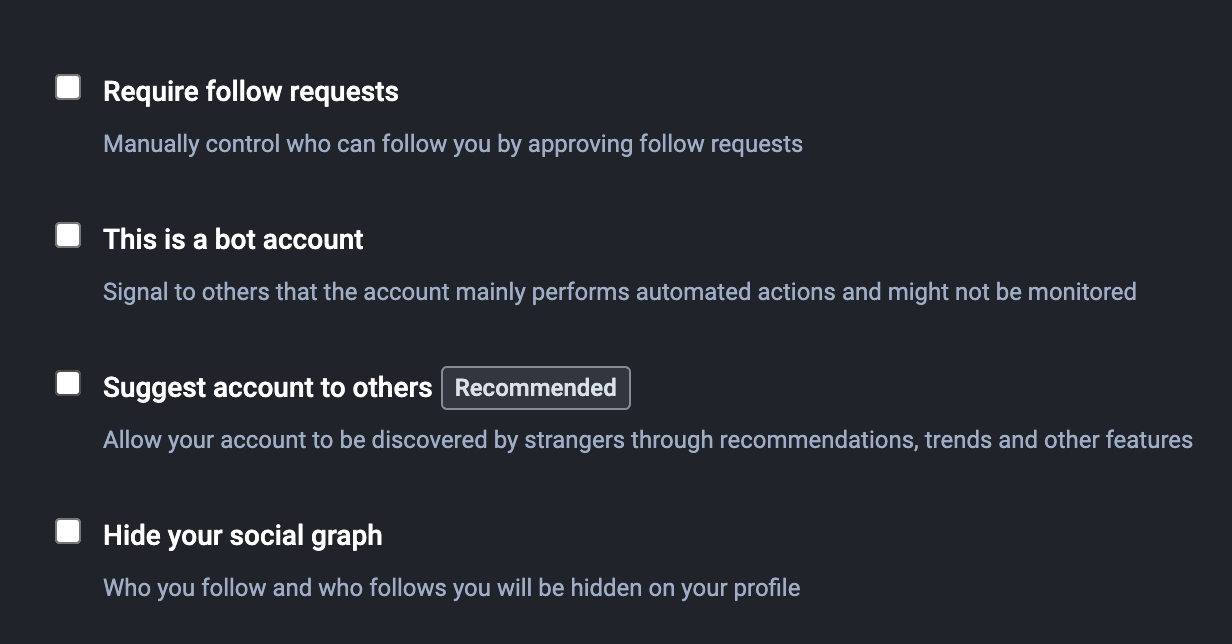 Require follow requests
Manually control who can follow you by approving follow requests
This is a bot account
Signal to others that the account mainly performs automated actions and might not be monitored
Suggest account to others Recommended
Allow your account to be discovered by strangers through recommendations, trends and other features
Hide your social graph
Who you follow and who follows you will be hidden on your profile